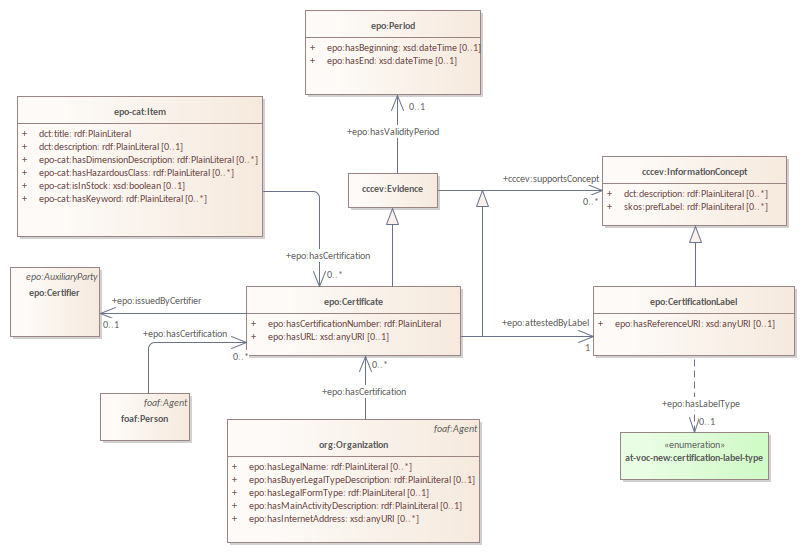 epo:Period
+ epo:hasBeginning: xsd:dateTime [0..1]
+ epo:hasEnd: xsd:dateTime [0..1]
0..1
+epo:hasValidityPeriod
epo-cat:Item
+ dct:title: rdf:PlainLiteral
+ dct:description: rdf:PlainLiteral [0..1]
+ epo-cat:hasDimensionDescription: rdf:PlainLiteral [0..*]
+ epo-cat:hasHazardousClass: rdf:PlainLiteral [0..*]
+ epo-cat:isInStock: xsd:boolean [0..1]
+ epo-cat:hasKeyword: rdf:PlainLiteral [0..*]
cccev:Evidence
+cccev:supportsConcept
0..*
cccev:InformationConcept
+ dct:description: rdf:PlainLiteral [0..*]
+ skos:prefLabel: rdf:PlainLiteral [0..*]
+epo:hasCertification
0..*
epo:AuxiliaryParty
epo:Certifier
+epo:issuedByCertifier
0..1
epo:Certificate
+ epo:hasCertificationNumber: rdf:PlainLiteral
+ epo:hasURL: xsd:anyURI [0..1]
+epo:attestedByLabel
1
epo:CertificationLabel
+ epo:hasReferenceURI: xsd:anyURI [0..1]
+epo:hasCertification
0..*
foaf:Agent
foaf:Person
0..*
+epo:hasCertification
+epo:hasLabelType
0..1
foaf:Agent
org:Organization
+ epo:hasLegalName: rdf:PlainLiteral [0..*]
+ epo:hasBuyerLegalTypeDescription: rdf:PlainLiteral [0..1]
+ epo:hasLegalFormType: rdf:PlainLiteral [0..1]
+ epo:hasMainActivityDescription: rdf:PlainLiteral [0..1]
+ epo:hasInternetAddress: xsd:anyURI [0..*]
«enumeration»
at-voc-new:certification-label-type